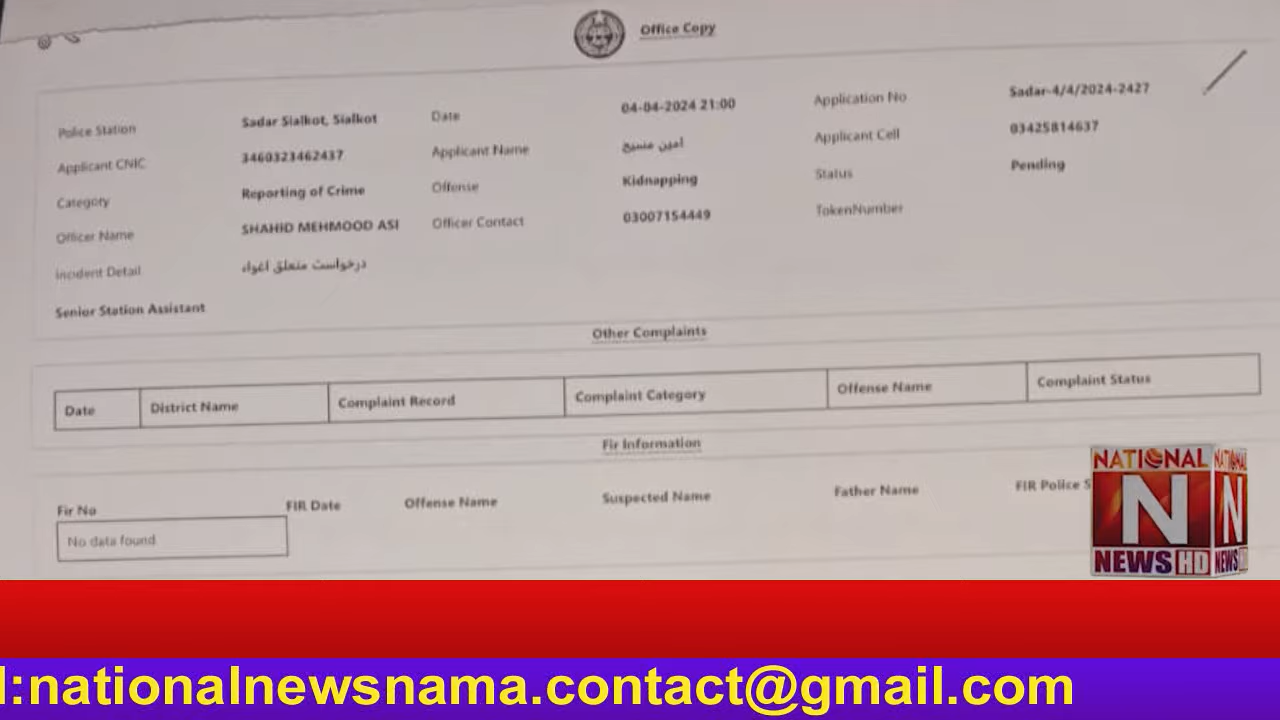 Office Copy
Police Station Sadar Sialkot, Sialkot Date 04-04-2024 21:00 Application No Sadar-4/4/2024-2427
Applicant CNIC 3460323462437 Applicant Name امین مسیح Applicant Cell 03425814637
Category Reporting of Crime Offense Kidnapping Status Pending
Officer Name SHAHID MEHMOOD ASI Officer Contact 03007154449 TokenNumber
Incident Detail درخواست متعلق اغواء
Senior Station Assistant
Other Complaints
Date District Name Complaint Record Complaint Category Offense Name Complaint Status
Fir Information
Fir No FIR Date Offense Name Suspected Name Father Name FIR Police S
No data found
NATIONAL NATIONAL
N N
NEWS HD NEWS HD
l:nationalnewsnama.contact@gmail.com